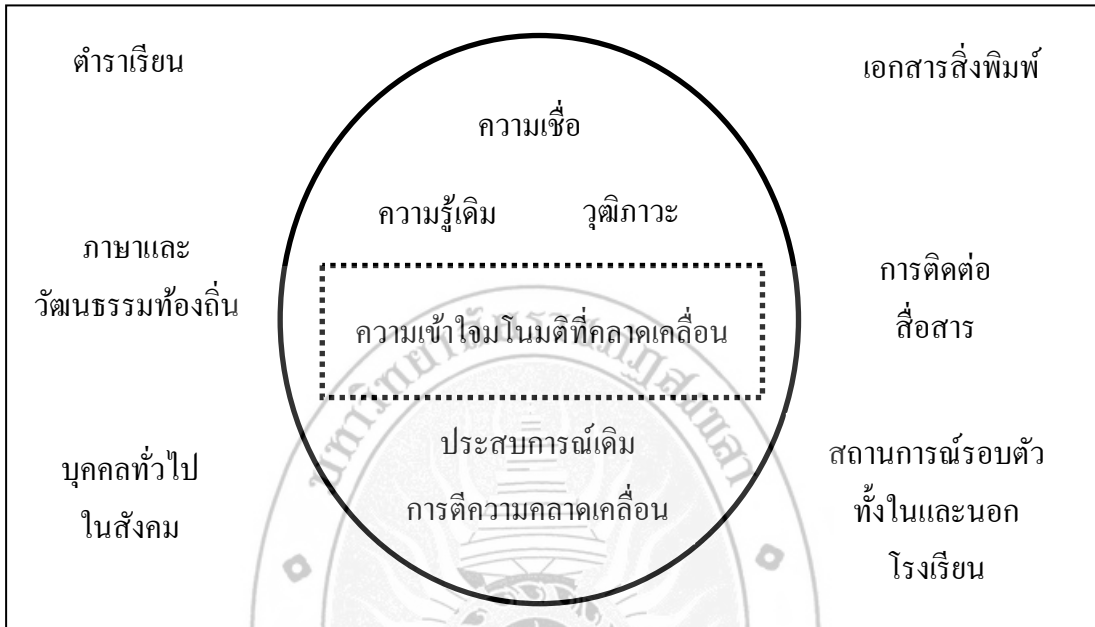 ตำราเรียน
เอกสารสิ่งพิมพ์
ความเชื่อ
ความรู้เดิม
วุฒิภาวะ
ภาษาและ
วัฒนธรรมท้องถิ่น
การติดต่อ
สื่อสาร
ความเข้าใจมโนมติที่คลาดเคลื่อน
ประสบการณ์เดิม
การตีความคลาดเคลื่อน
บุคคลทั่วไป
ในสังคม
สถานการณ์รอบตัว
ทั้งในและนอก
โรงเรียน